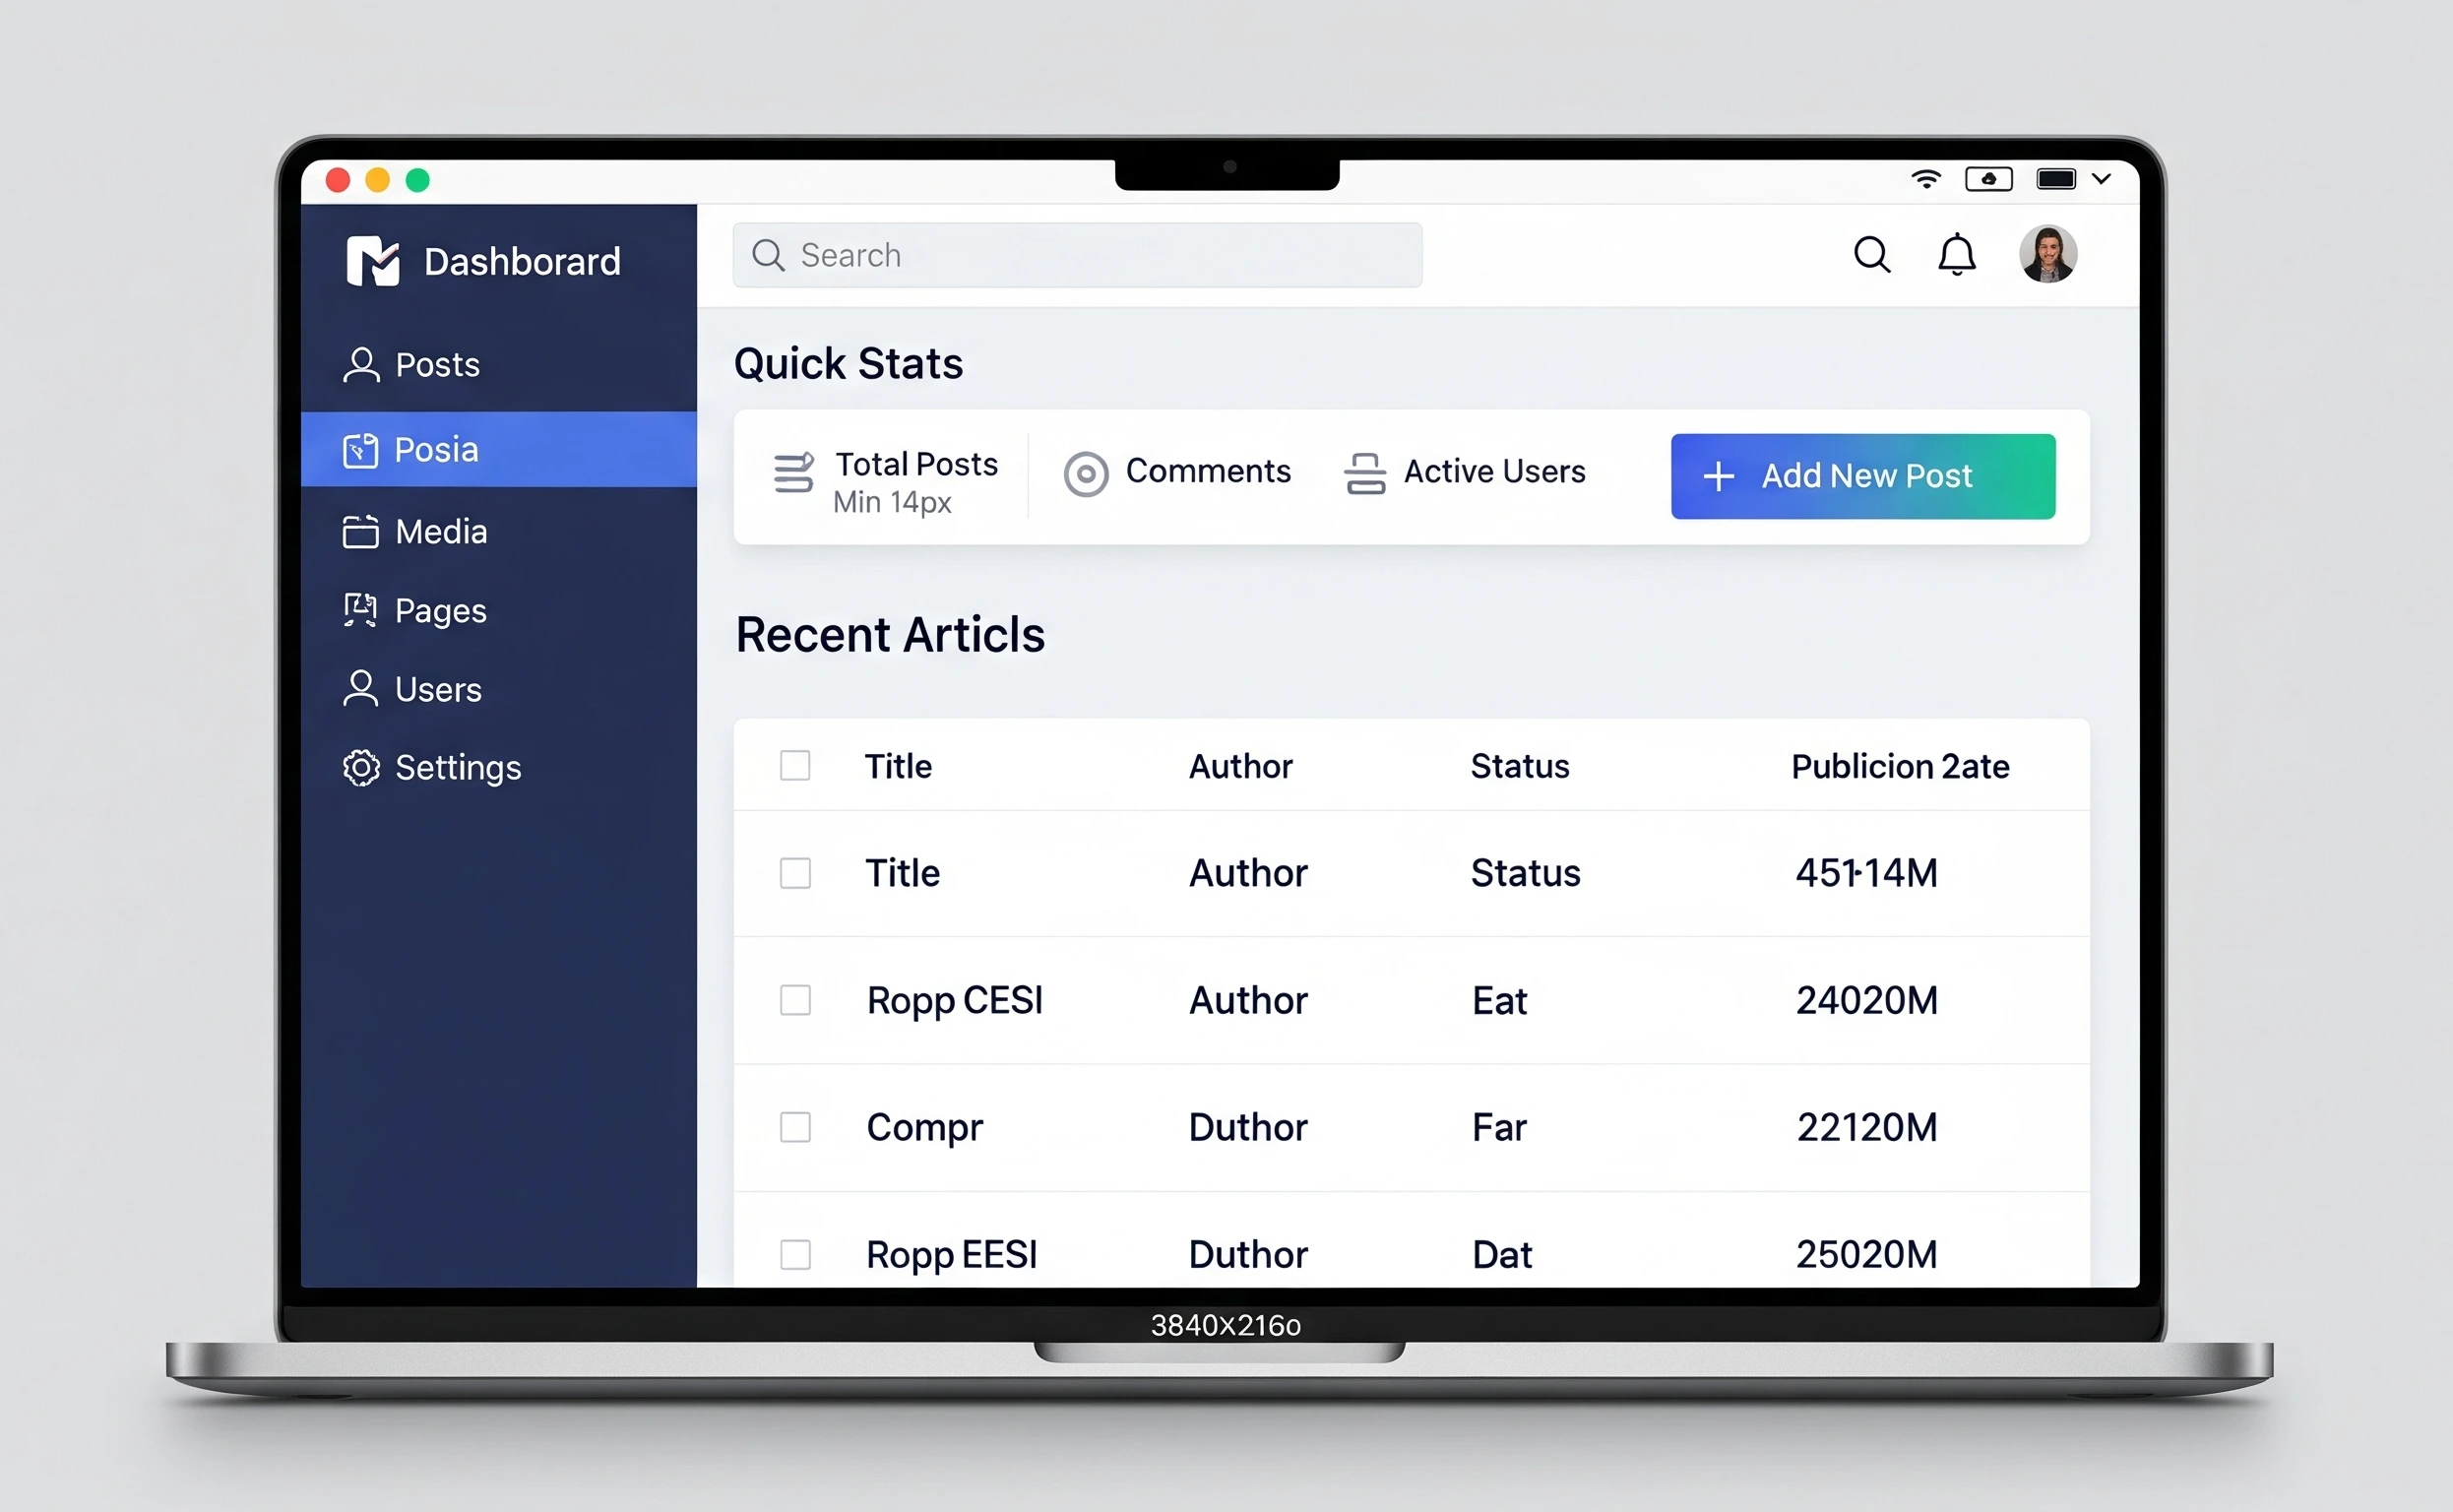 Dashborard
Posts
Posia
Media
Pages
Users
Settings
Search
Quick Stats
Total Posts
Min 14px
Comments
Active Users
+ Add New Post
Recent Articls
Title Author Status Publicion 2ate
Title Author Status 451·14M
Ropp CESI Author Eat 24020M
Compr Duthor Far 22120M
Ropp EESI Duthor Dat 25020M
3840X216o